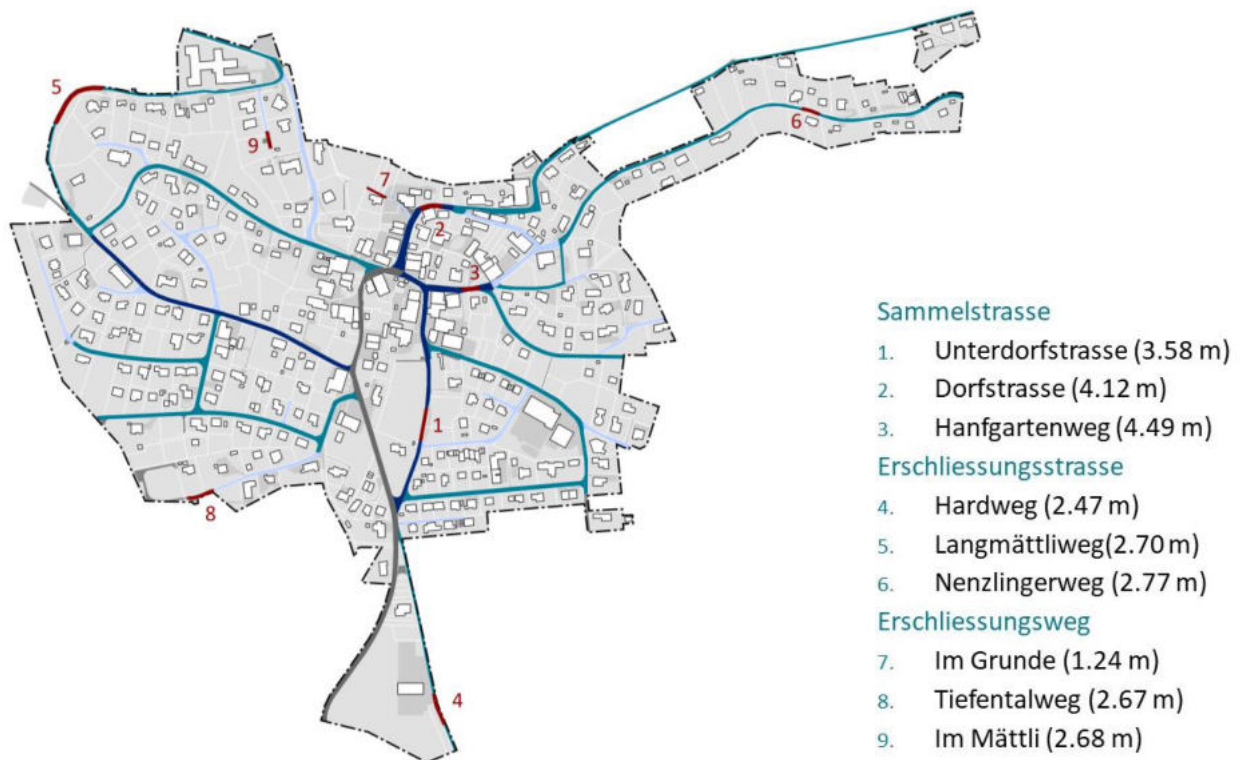 5
6
9
7
2
3
1
8
4
Sammelstrasse
1. Unterdorfstrasse (3.58 m)
2. Dorfstrasse (4.12 m)
3. Hanfgartenweg (4.49 m)
Erschliessungsstrasse
4. Hardweg (2.47 m)
5. Langmättliweg(2.70 m)
6. Nenzlingerweg (2.77 m)
Erschliessungsweg
7. Im Grunde (1.24 m)
8. Tiefentalweg (2.67 m)
9. Im Mättli (2.68 m)